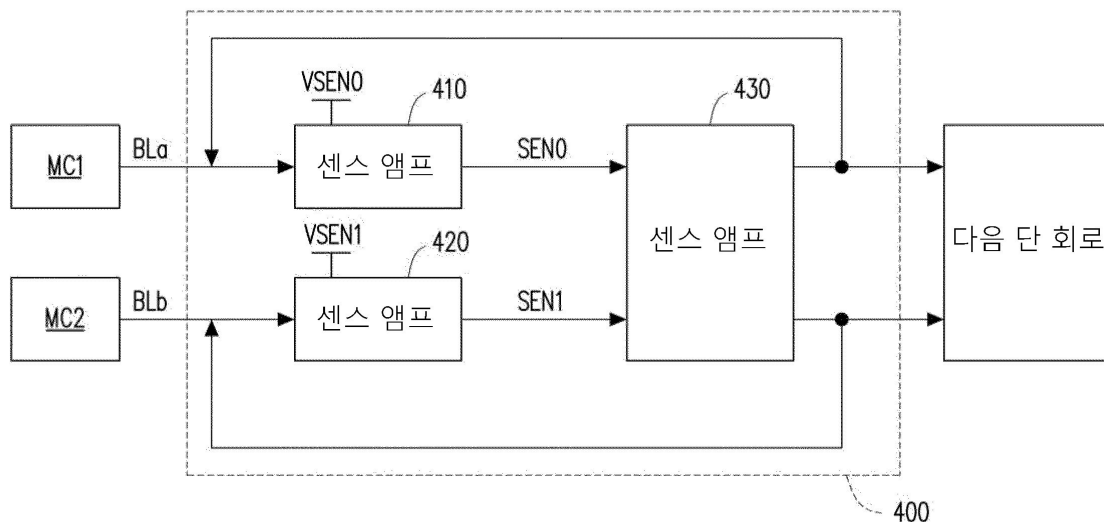 VSEN0
410
430
MC1
BLa
센스 앰프
SEN0
센스 앰프
다음 단 회로
VSEN1
420
MC2
BLb
센스 앰프
SEN1
400